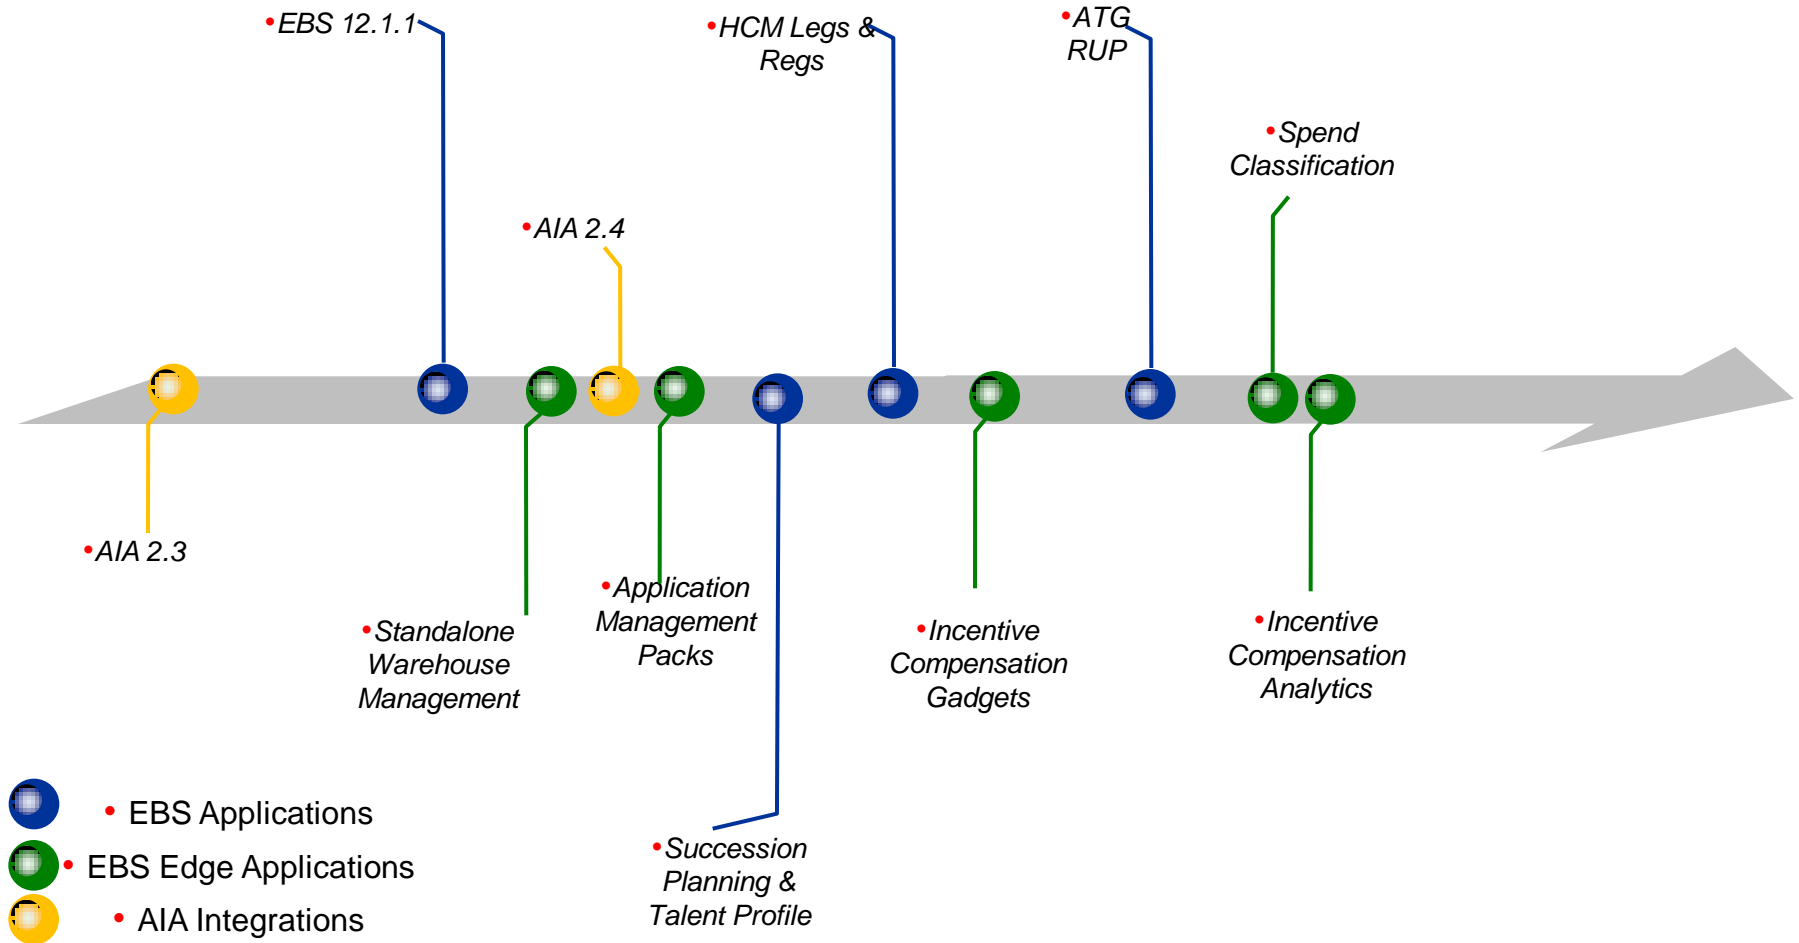 •EBS 12.1.1
•HCM Legs &
Regs
•ATG
RUP
•Spend
Classification
•AIA 2.4
•AIA 2.3
•Standalone
Warehouse
Management
•Application
Management
Packs
•Incentive
Compensation
Gadgets
•Incentive
Compensation
Analytics
•Succession
Planning &
Talent Profile
• EBS Applications
• EBS Edge Applications
• AIA Integrations